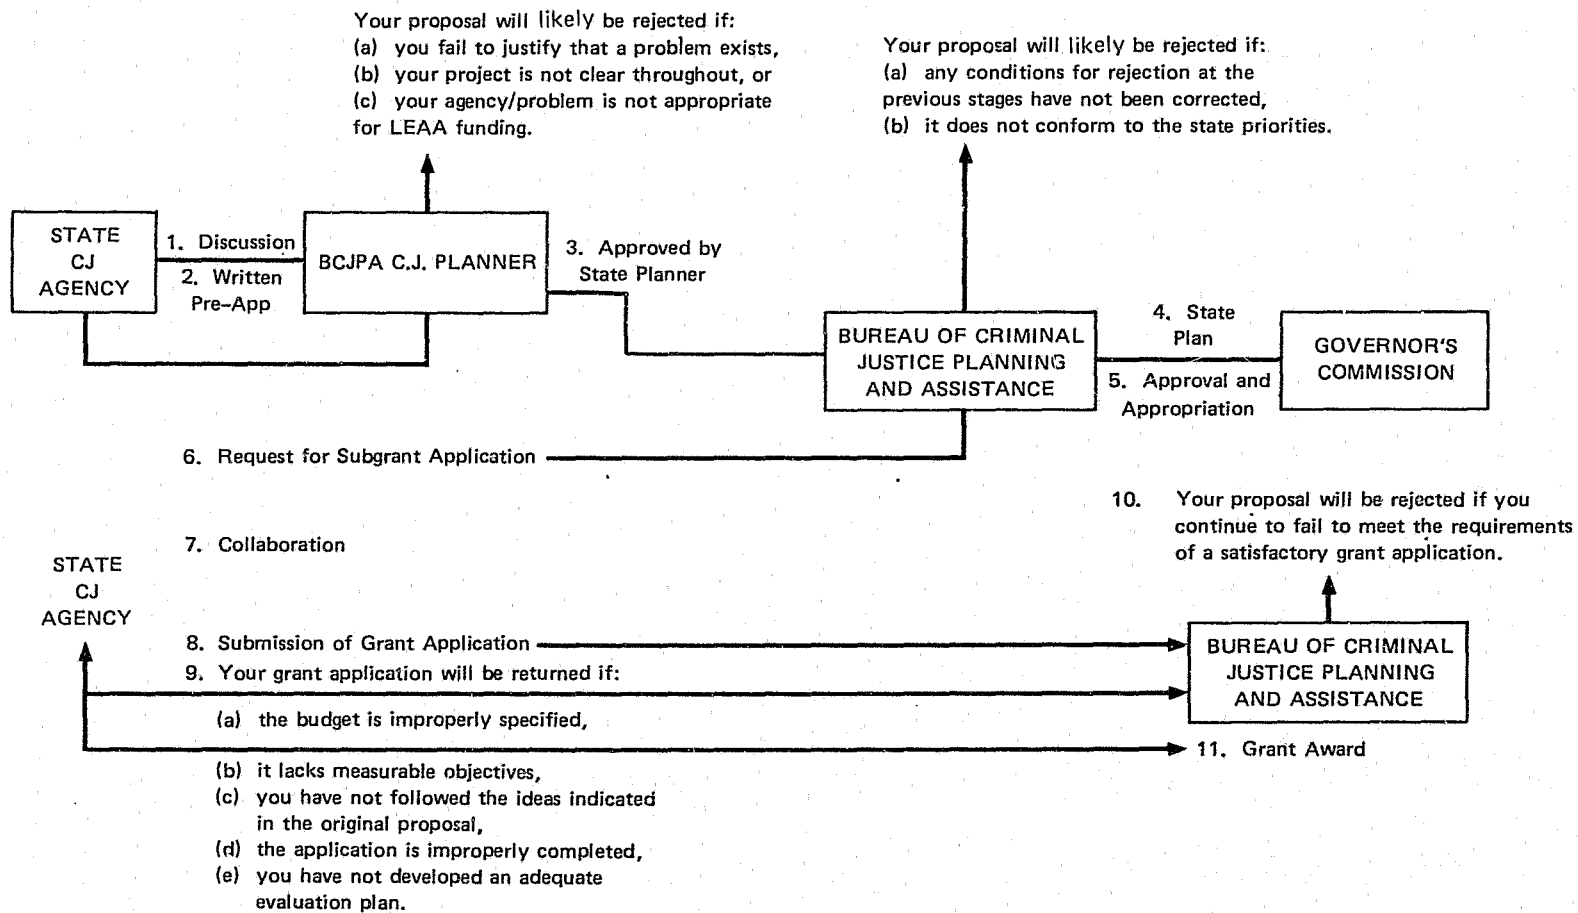 Your proposal will likely be rejected if:
(a) you fail to justify that a problem exists,
(b) your project is not clear throughout, or
(c) your agency/problem is not appropriate
for LEAA funding.
Your proposal will likely be rejected if:
(a) any conditions for rejection at the
previous stages have not been corrected,
(b) it does not conform to the state priorities.
STATE
CJ
AGENCY
1. Discussion
2. Written
Pre-App
BCJPA C.J. PLANNER
3. Approved by
State Planner
BUREAU OF CRIMINAL
JUSTICE PLANNING
AND ASSISTANCE
4. State
Plan
5. Approval and
Appropriation
GOVERNOR'S
COMMISSION
6. Request for Subgrant Application
7. Collaboration
STATE
CJ
AGENCY
10. Your proposal will be rejected if you
continue to fail to meet the requirements
of a satisfactory grant application.
8. Submission of Grant Application
9. Your grant application will be returned if:
BUREAU OF CRIMINAL
JUSTICE PLANNING
AND ASSISTANCE
(a) the budget is improperly specified,
11. Grant Award
(b) it lacks measurable objectives,
(c) you have not followed the ideas indicated
in the original proposal,
(d) the application is improperly completed,
(e) you have not developed an adequate
evaluation plan.